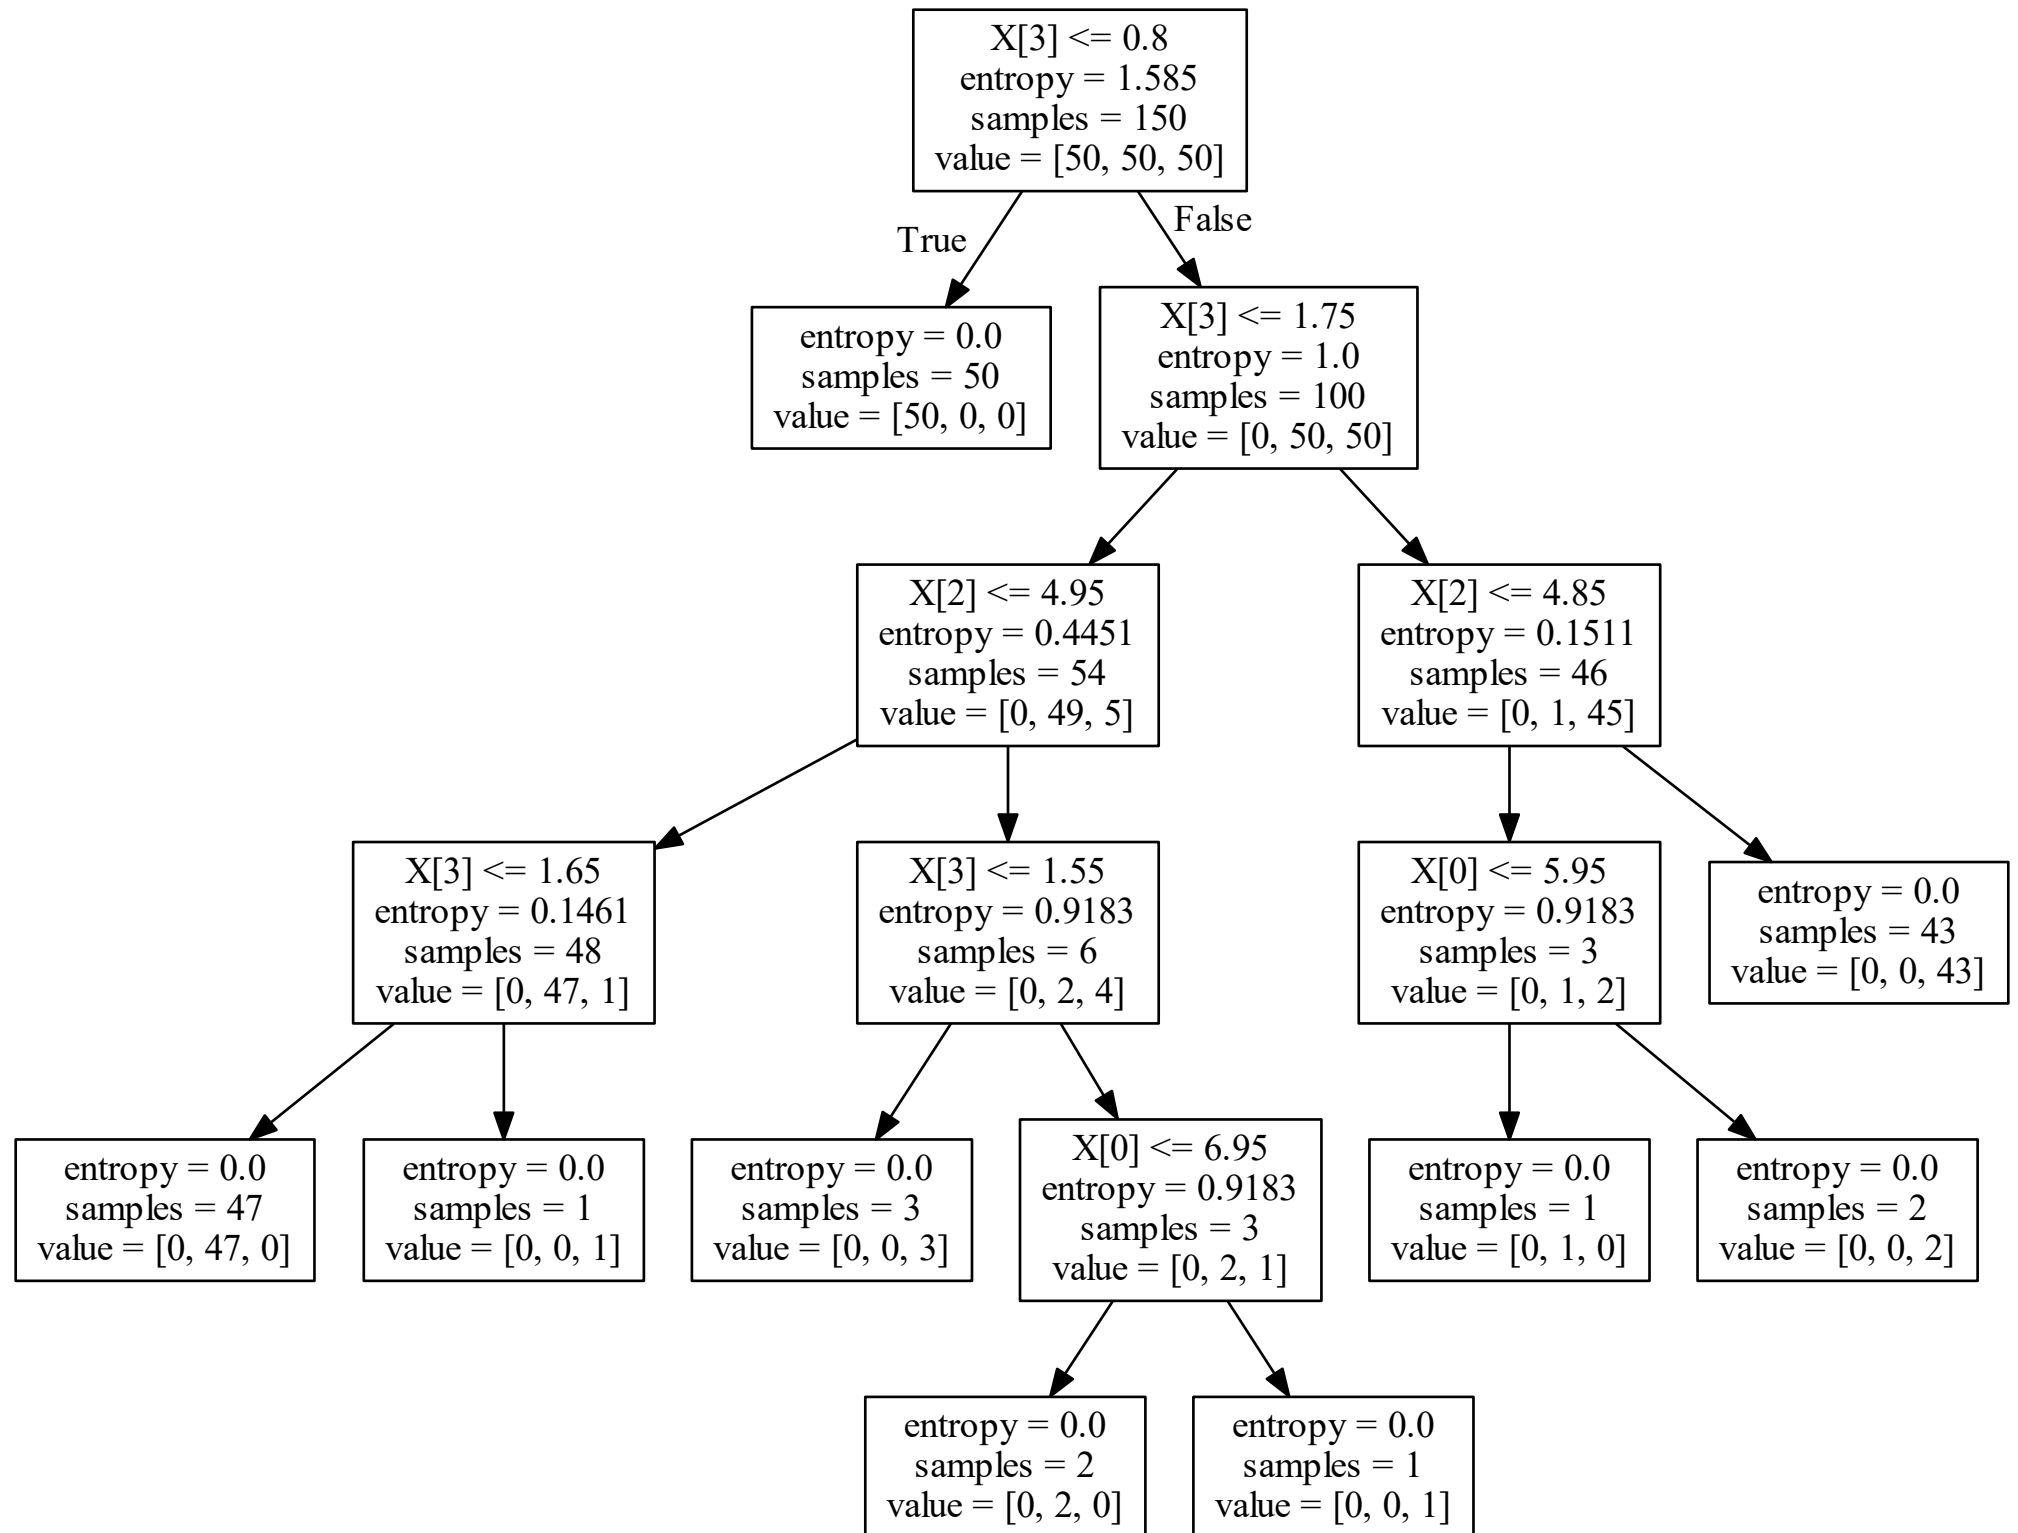 X[3] <= 0.8
entropy = 1.585
samples = 150
value = [50, 50, 50]
True
False
entropy = 0.0
samples = 50
value = [50, 0, 0]
X[3] <= 1.75
entropy = 1.0
samples = 100
value = [0, 50, 50]
X[2] <= 4.95
entropy = 0.4451
samples = 54
value = [0, 49, 5]
X[2] <= 4.85
entropy = 0.1511
samples = 46
value = [0, 1, 45]
X[3] <= 1.65
entropy = 0.1461
samples = 48
value = [0, 47, 1]
X[3] <= 1.55
entropy = 0.9183
samples = 6
value = [0, 2, 4]
X[0] <= 5.95
entropy = 0.9183
samples = 3
value = [0, 1, 2]
entropy = 0.0
samples = 43
value = [0, 0, 43]
entropy = 0.0
samples = 47
value = [0, 47, 0]
entropy = 0.0
samples = 1
value = [0, 0, 1]
entropy = 0.0
samples = 3
value = [0, 0, 3]
X[0] <= 6.95
entropy = 0.9183
samples = 3
value = [0, 2, 1]
entropy = 0.0
samples = 1
value = [0, 1, 0]
entropy = 0.0
samples = 2
value = [0, 0, 2]
entropy = 0.0
samples = 2
value = [0, 2, 0]
entropy = 0.0
samples = 1
value = [0, 0, 1]